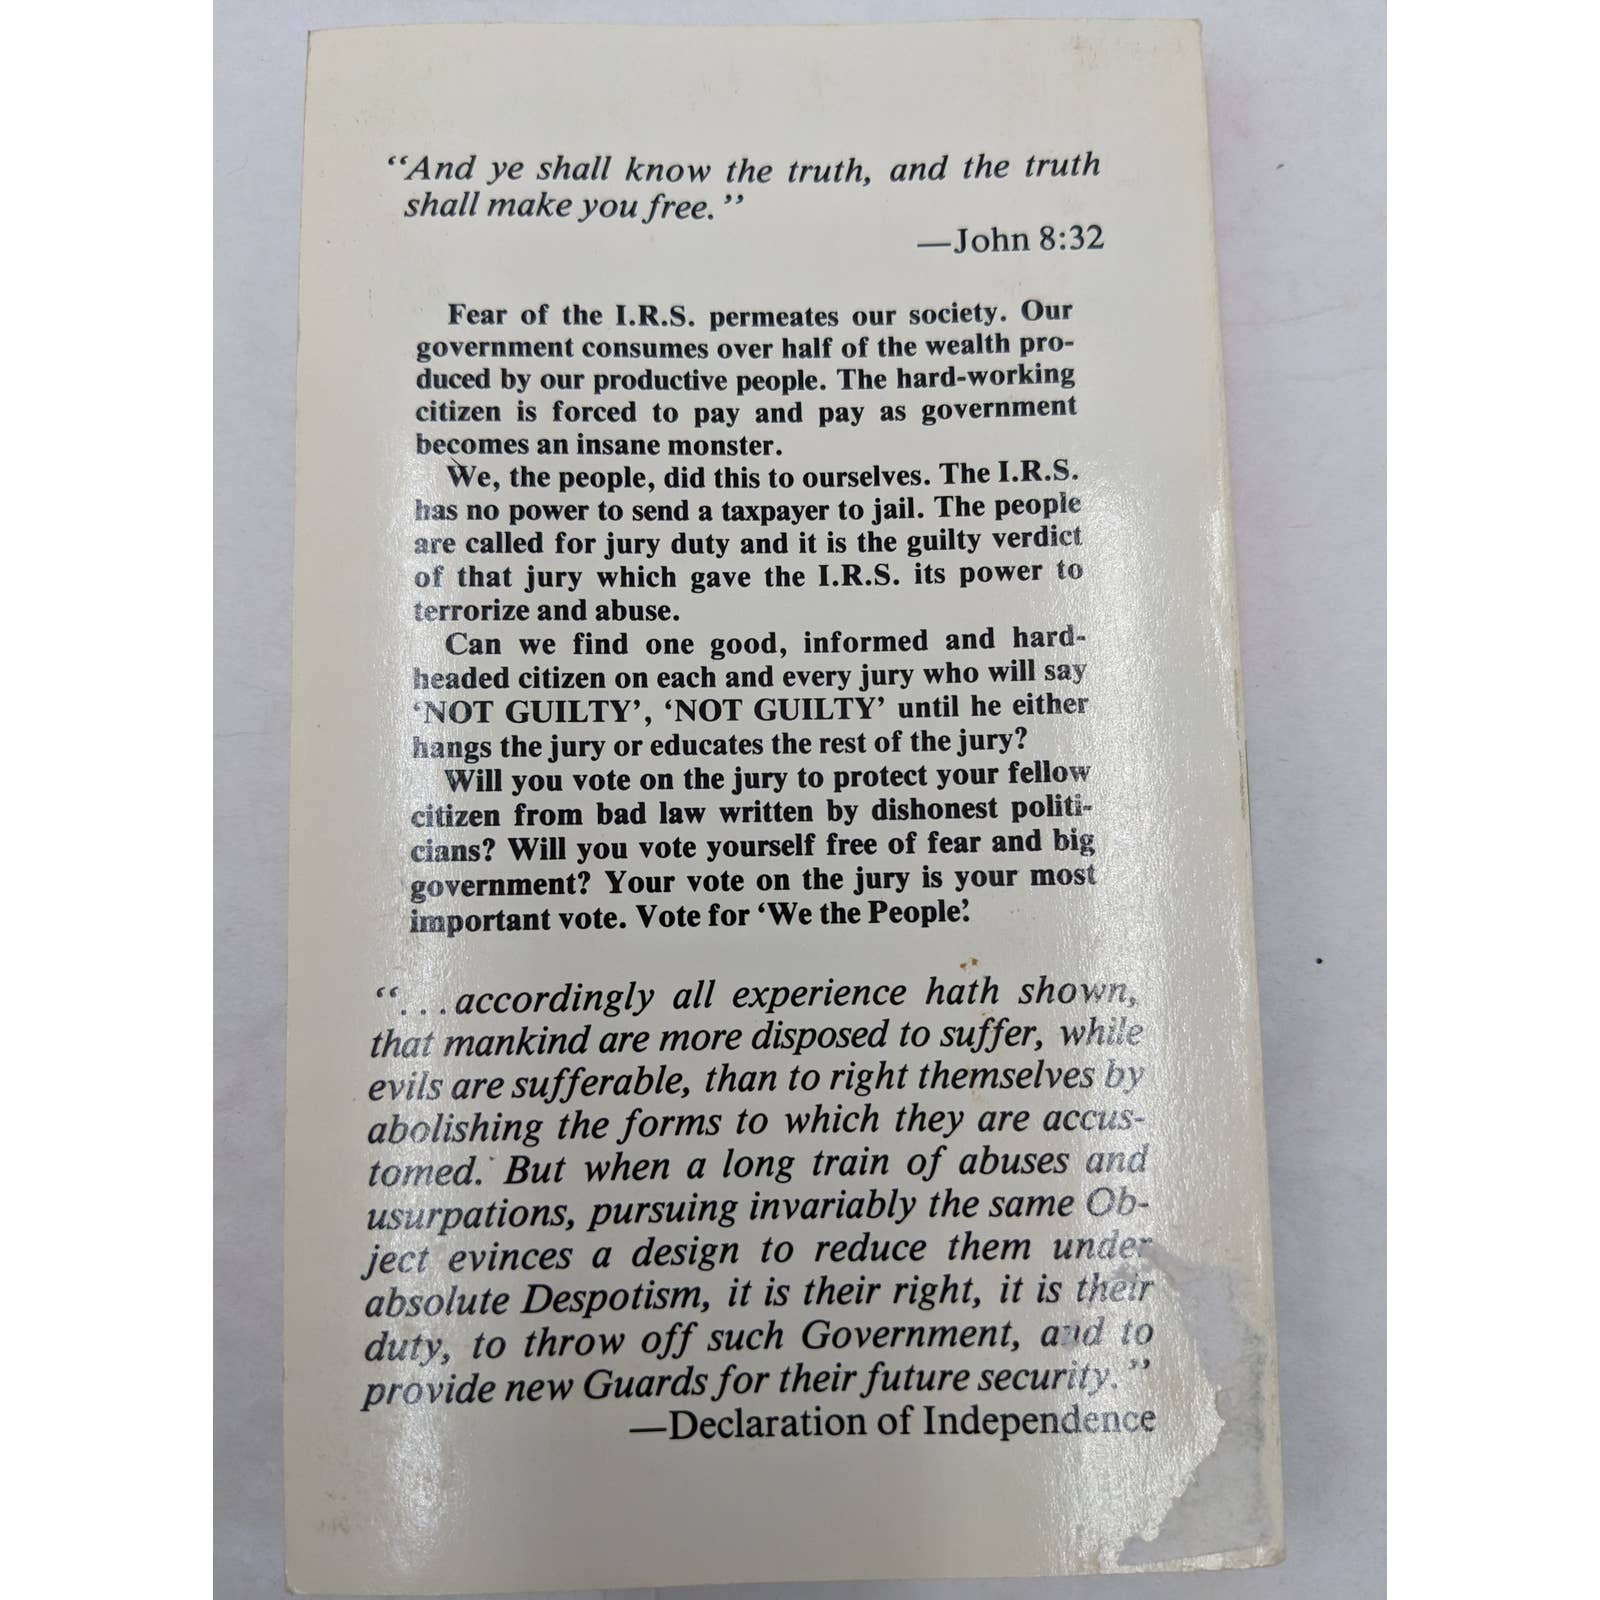 “And ye shall know the truth, and the truth
shall make you free.”
—John 8:32
Fear of the I.R.S. permeates our society. Our
government consumes over half of the wealth pro-
duced by our productive people. The hard-working
citizen is forced to pay and pay as government
becomes an insane monster.
We, the people, did this to ourselves. The I.R.S.
has no power to send a taxpayer to jail. The people
are called for jury duty and it is the guilty verdict
of that jury which gave the I.R.S. its power to
terrorize and abuse.
Can we find one good, informed and hard-
headed citizen on each and every jury who will say
‘NOT GUILTY’, ‘NOT GUILTY’ until he either
hangs the jury or educates the rest of the jury?
Will you vote on the jury to protect your fellow
citizen from bad law written by dishonest politi-
cians? Will you vote yourself free of fear and big
government? Your vote on the jury is your most
important vote. Vote for ‘We the People’.
“. . . accordingly all experience hath shown,
that mankind are more disposed to suffer, while
evils are sufferable, than to right themselves by
abolishing the forms to which they are accus-
tomed. But when a long train of abuses and
usurpations, pursuing invariably the same Ob-
ject evinces a design to reduce them under
absolute Despotism, it is their right, it is their
duty, to throw off such Government, and to
provide new Guards for their future security.”
—Declaration of Independence